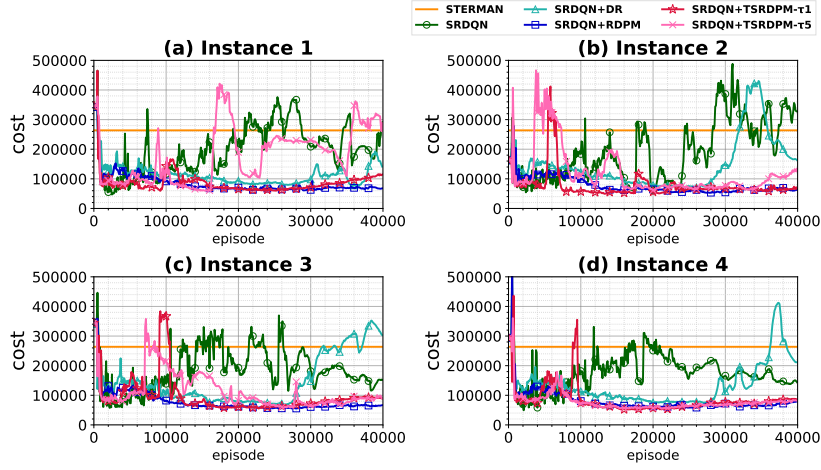 STERMAN SRDQN+DR SRDQN+TSRDPM-τ1
SRDQN SRDQN+RDPM SRDQN+TSRDPM-τ5
(a) Instance 1
500000
400000
300000
200000
100000
0
cost
0 10000 20000 30000 40000
episode
(b) Instance 2
500000
400000
300000
200000
100000
0
cost
0 10000 20000 30000 40000
episode
(c) Instance 3
500000
400000
300000
200000
100000
0
cost
0 10000 20000 30000 40000
episode
(d) Instance 4
500000
400000
300000
200000
100000
0
cost
0 10000 20000 30000 40000
episode